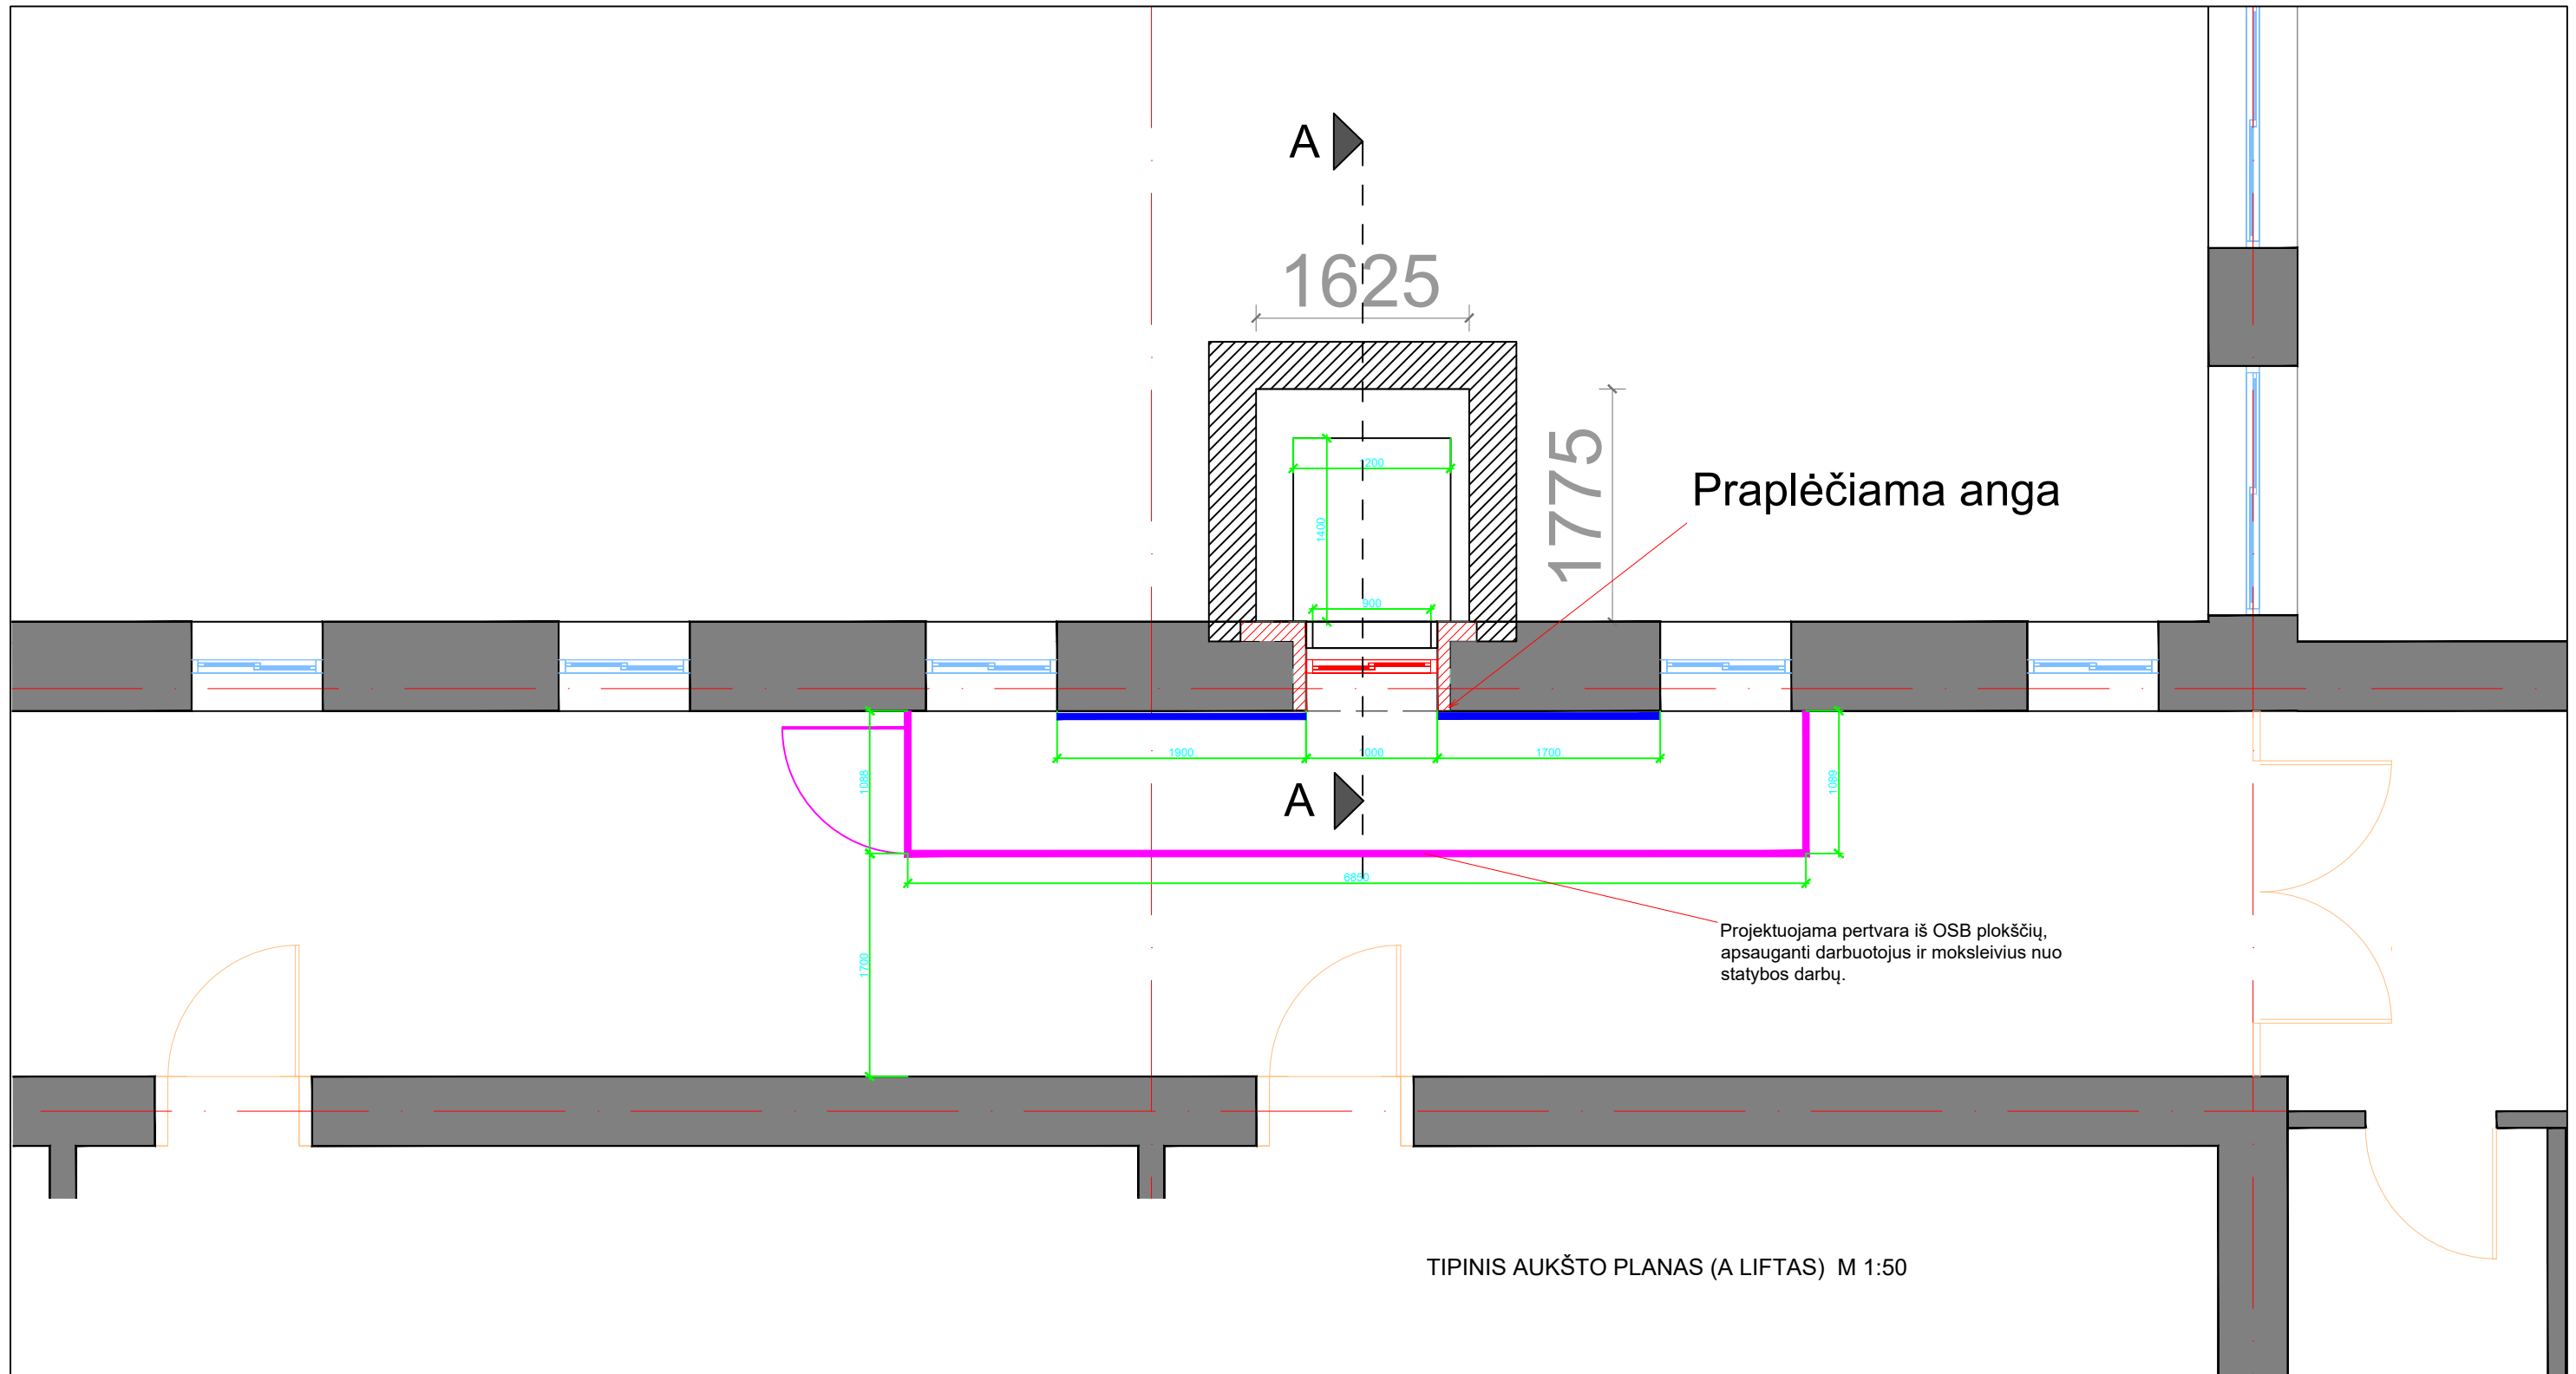 A
1625
1775
Praplėčiama anga
1200
1400
900
1900
1000
1700
1088
1089
A
6850
1700
Projektuojama pertvara iš OSB plokščių,
apsauganti darbuotojus ir moksleivius nuo
statybos darbų.
TIPINIS AUKŠTO PLANAS (A LIFTAS) M 1:50